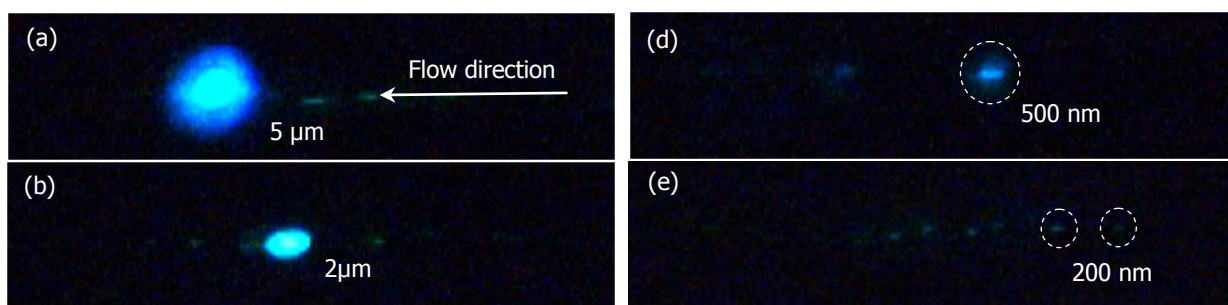 (a)
Flow direction
5 μm
(b)
2μm
(d)
500 nm
(e)
200 nm